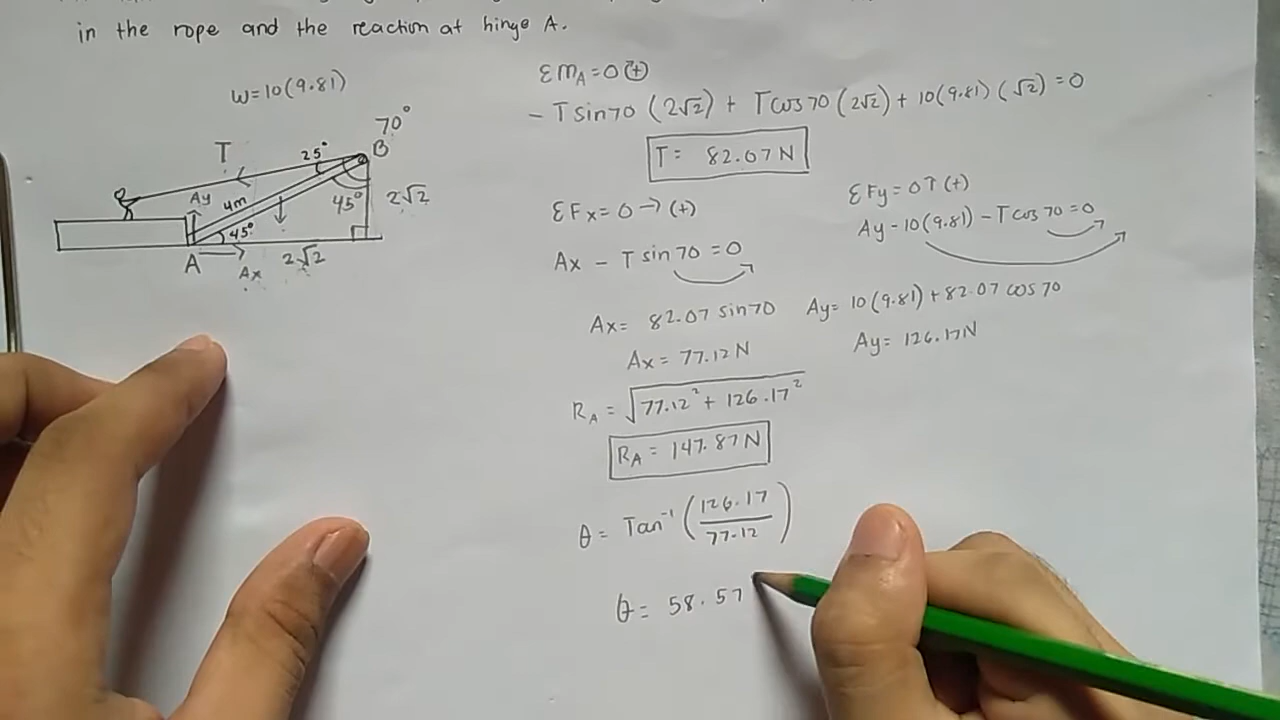 in the rope and the reaction at hinge A.
W=10(9.81)
70°
T
25°
B
Ay
4m
45°
2√2
45°
A
Ax
2√2
ΣMA=0 (+)
- T sin70 (2√2) + T cos 70 (2√2) + 10(9.81) (√2) = 0
T = 82.07 N
ΣFx = 0 → (+)
Ax - T sin 70 = 0
Ax = 82.07 sin70
Ax = 77.12 N
ΣFy = 0 ↑ (+)
Ay - 10(9.81) - T cos 70 = 0
Ay = 10(9.81) + 82.07 cos 70
Ay = 126.17N
RA = √77.12² + 126.17²
RA = 147.87 N
θ = Tan⁻¹ (126.17/77.12)
θ = 58.57